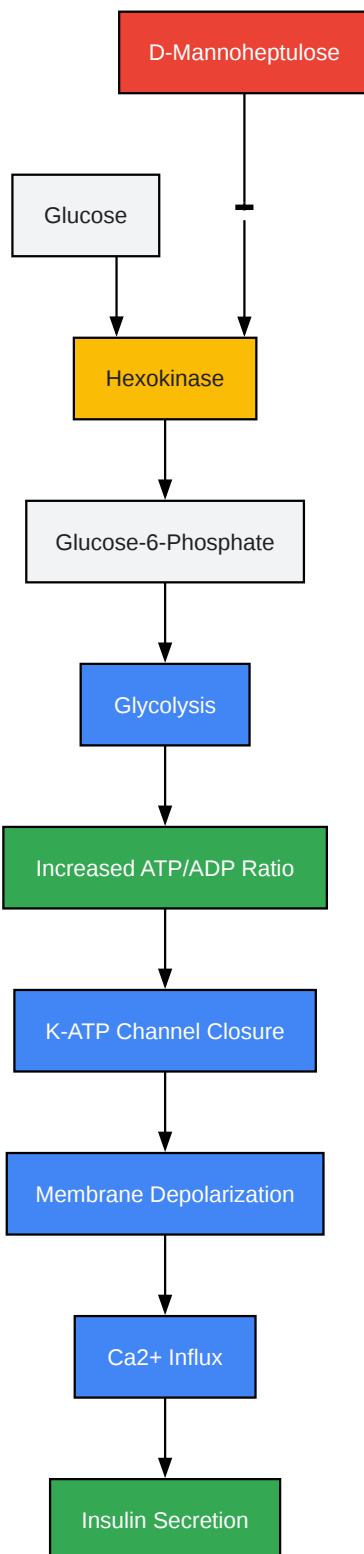 D-Mannoheptulose
Glucose
Hexokinase
Glucose-6-Phosphate
Glycolysis
Increased ATP/ADP Ratio
K-ATP Channel Closure
Membrane Depolarization
Ca2+ Influx
Insulin Secretion